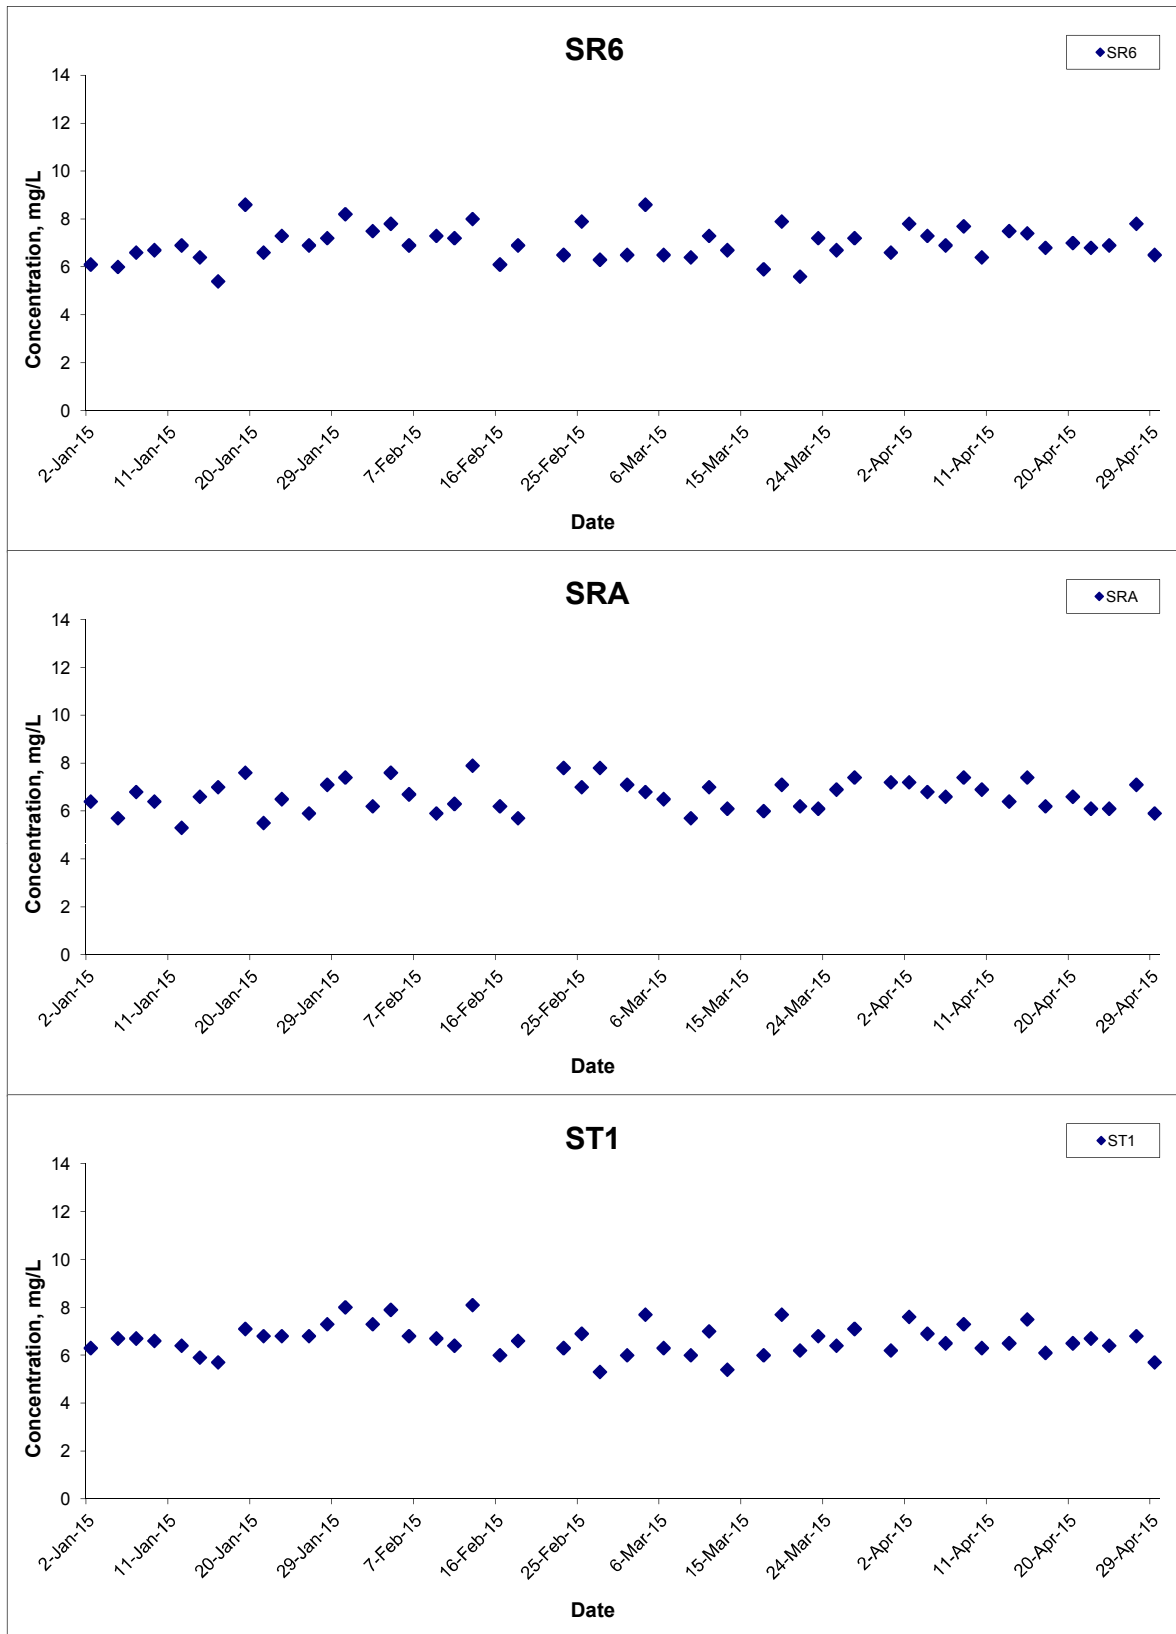 SR6
SR6
14
12
10
8
6
4
2
0
Concentration, mg/L
2-Jan-15
11-Jan-15
20-Jan-15
29-Jan-15
7-Feb-15
16-Feb-15
25-Feb-15
6-Mar-15
15-Mar-15
24-Mar-15
2-Apr-15
11-Apr-15
20-Apr-15
29-Apr-15
Date
SRA
SRA
14
12
10
8
6
4
2
0
Concentration, mg/L
2-Jan-15
11-Jan-15
20-Jan-15
29-Jan-15
7-Feb-15
16-Feb-15
25-Feb-15
6-Mar-15
15-Mar-15
24-Mar-15
2-Apr-15
11-Apr-15
20-Apr-15
29-Apr-15
Date
ST1
ST1
14
12
10
8
6
4
2
0
Concentration, mg/L
2-Jan-15
11-Jan-15
20-Jan-15
29-Jan-15
7-Feb-15
16-Feb-15
25-Feb-15
6-Mar-15
15-Mar-15
24-Mar-15
2-Apr-15
11-Apr-15
20-Apr-15
29-Apr-15
Date